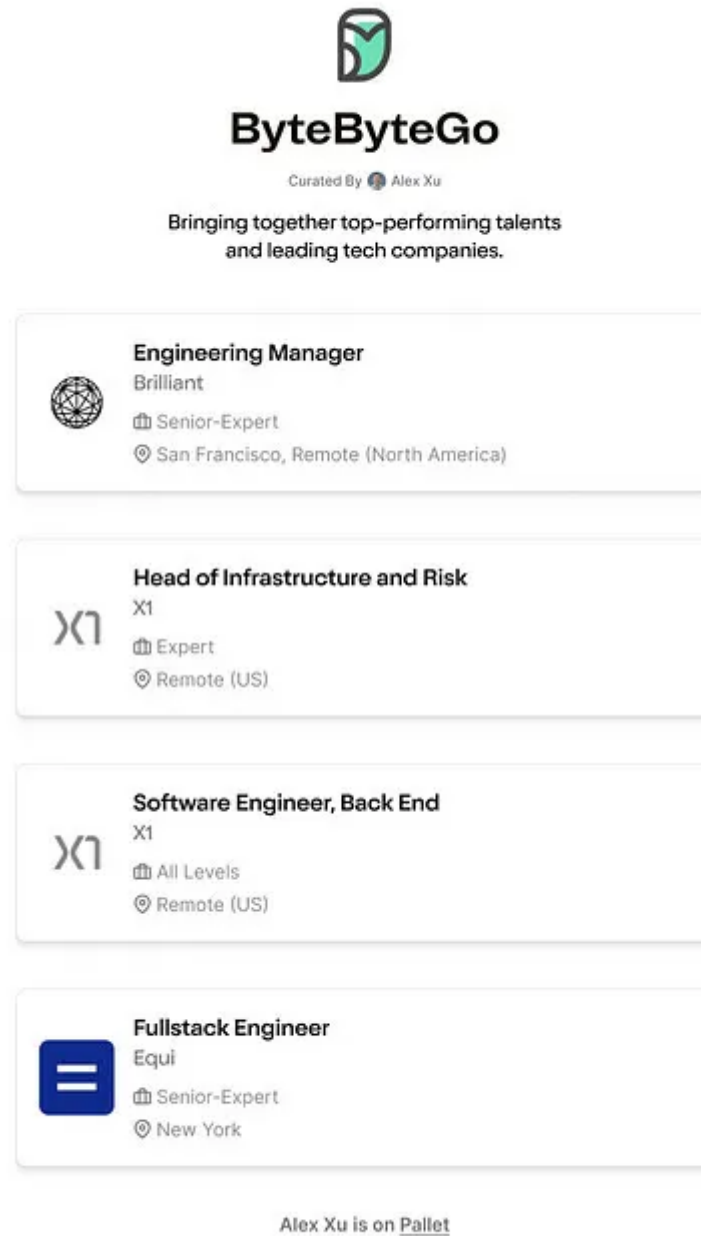 ByteByteGo
Curated By Alex Xu
Bringing together top-performing talents
and leading tech companies.
Engineering Manager
Brilliant
Senior-Expert
San Francisco, Remote (North America)
X1
Head of Infrastructure and Risk
X1
Expert
Remote (US)
X1
Software Engineer, Back End
X1
All Levels
Remote (US)
Fullstack Engineer
Equi
Senior-Expert
New York
Alex Xu is on Pallet